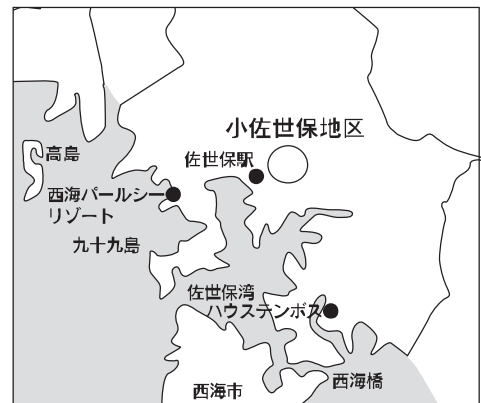 小佐世保地区
佐世保駅
高島
西海パールシー
リゾート
九十九島
佐世保湾
ハウステンボス
西海橋
西海市